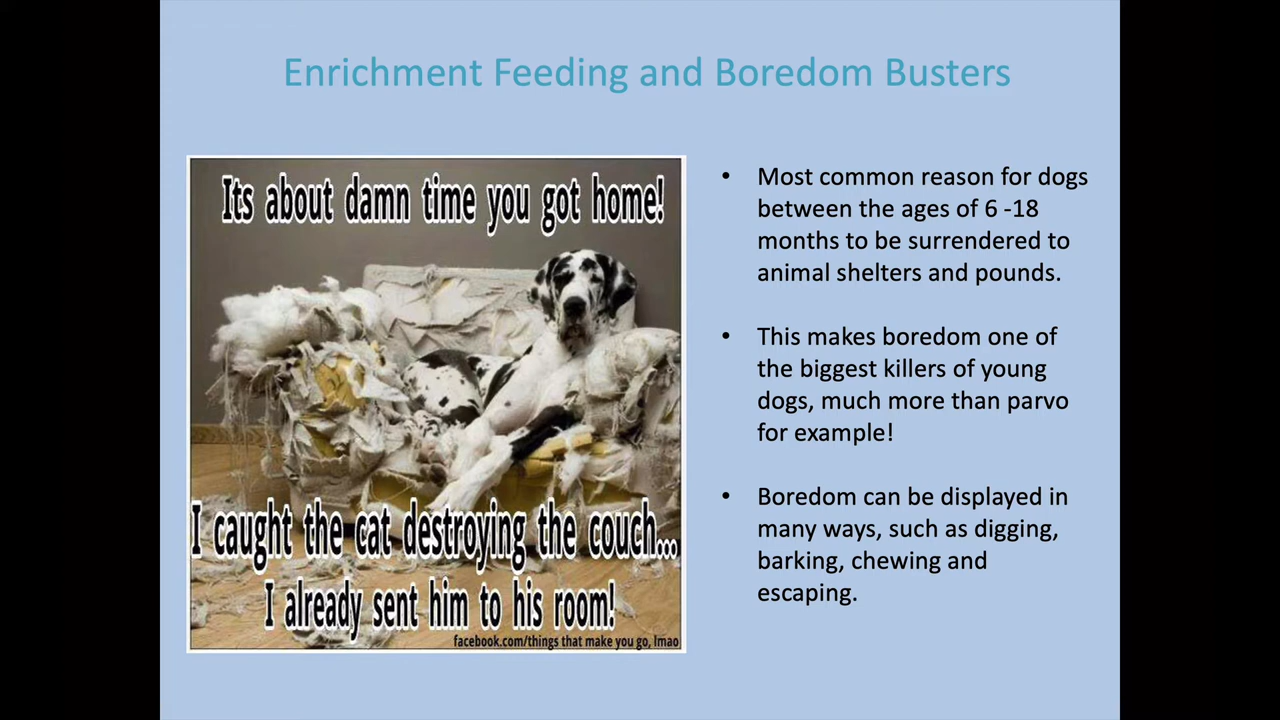 Enrichment Feeding and Boredom Busters
Its about damn time you got home!
I caught the cat destroying the couch...
I already sent him to his room!
facebook.com/things that make you go, lmao
• Most common reason for dogs
between the ages of 6 -18
months to be surrendered to
animal shelters and pounds.
• This makes boredom one of
the biggest killers of young
dogs, much more than parvo
for example!
• Boredom can be displayed in
many ways, such as digging,
barking, chewing and
escaping.